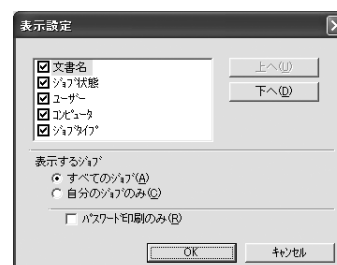 表示設定
文書名
上へ(U)
ｼﾞｮﾌﾞ状態
下へ(D)
ﾕｰｻﾞｰ
ｺﾝﾋﾟｭｰﾀ
ｼﾞｮﾌﾞﾀｲﾌﾟ
表示するｼﾞｮﾌﾞ
すべてのｼﾞｮﾌﾞ(A)
自分のｼﾞｮﾌﾞのみ(C)
ﾊﾟｽﾜｰﾄﾞ印刷のみ(R)
OK
ｷｬﾝｾﾙ